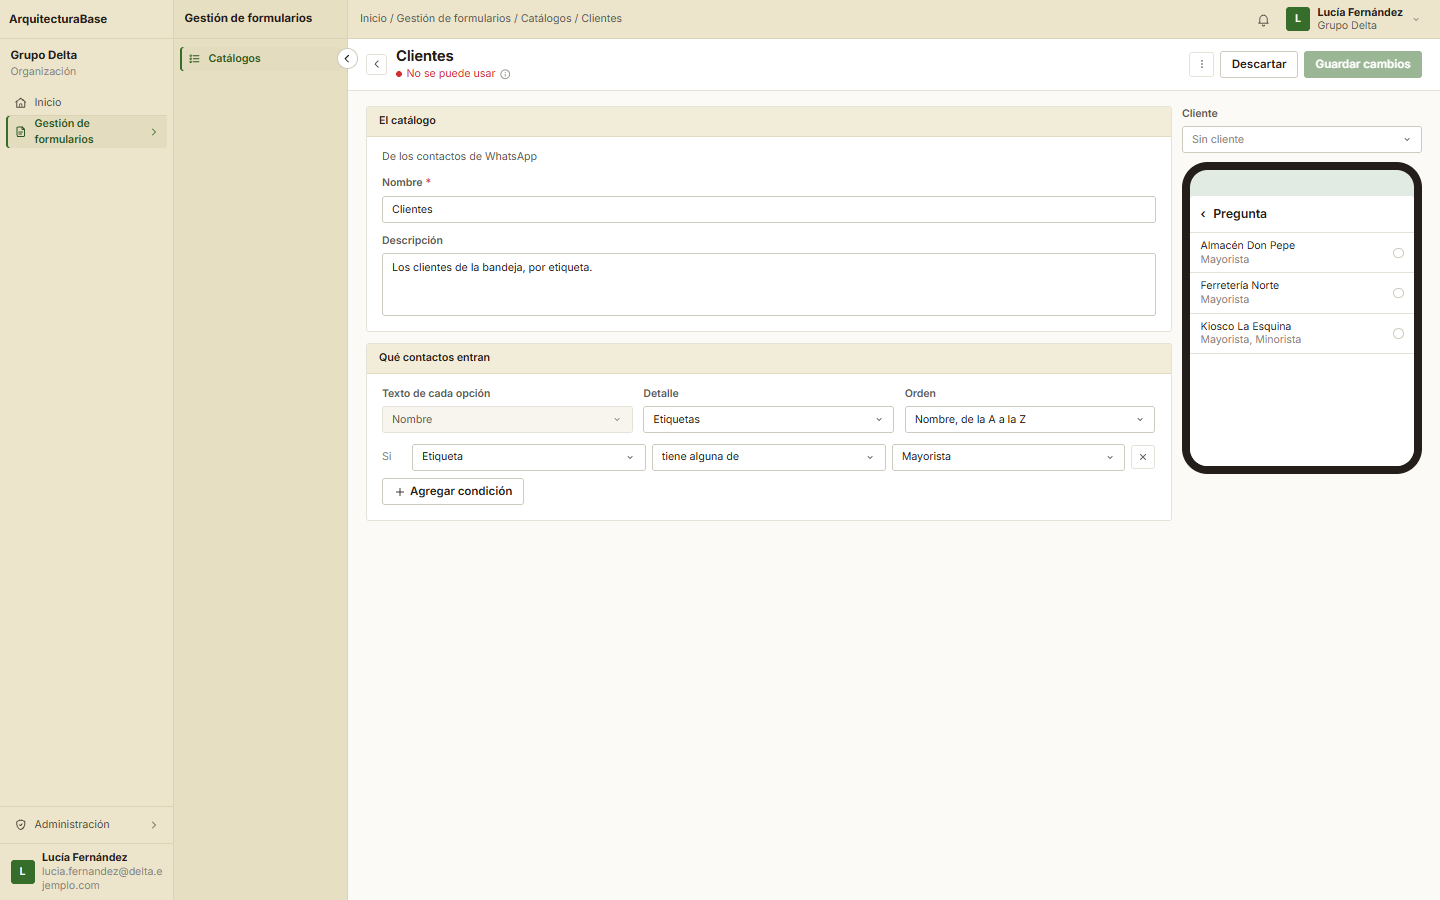 ArquitecturaBase
Grupo Delta
Organización
Inicio
Gestión de
formularios
Administración
L
Lucía Fernández
lucia.fernandez@delta.e
jemplo.com
Gestión de formularios
Catálogos
Inicio / Gestión de formularios / Catálogos / Clientes
L
Lucía Fernández
Grupo Delta
Clientes
No se puede usar
Descartar
Guardar cambios
El catálogo
De los contactos de WhatsApp
Nombre *
Clientes
Descripción
Los clientes de la bandeja, por etiqueta.
Qué contactos entran
Texto de cada opción
Detalle
Orden
Nombre
Etiquetas
Nombre, de la A a la Z
Si
Etiqueta
tiene alguna de
Mayorista
Agregar condición
Cliente
Sin cliente
Pregunta
Almacén Don Pepe
Mayorista
Ferretería Norte
Mayorista
Kiosco La Esquina
Mayorista, Minorista